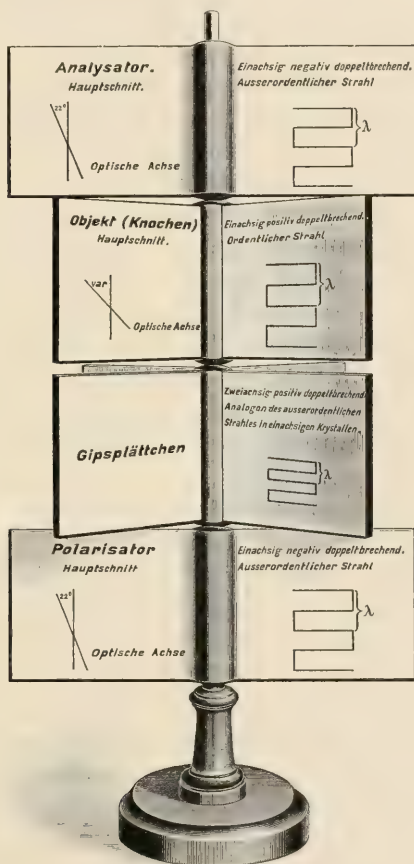 Analysator.
Hauptschnitt.
22°
Optische Achse
Einachsig negativ doppeltbrechend.
Ausserordentlicher Strahl
λ
Objekt (Knochen)
Hauptschnitt.
var
Optische Achse
Einachsig positiv doppeltbrechend.
Ordentlicher Strahl
λ
Gipsplättchen
Zweiachsig positiv doppeltbrechend.
Analogon des ausserordentlichen
Strahles in einachsigen Krystallen.
λ
Polarisator
Hauptschnitt
22°
Optische Achse
Einachsig negativ doppeltbrechend.
Ausserordentlicher Strahl
λ